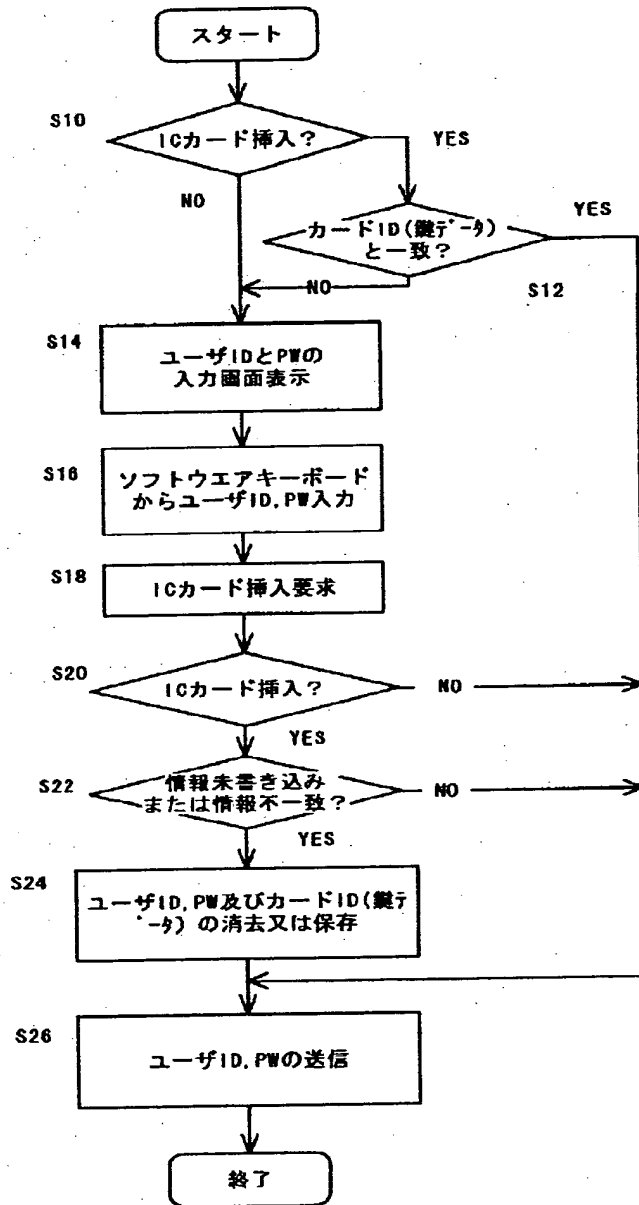 スタート
S10
ICカード挿入？
YES
NO
カードID(鍵データ)
と一致？
YES
NO
S12
S14
ユーザIDとPWの
入力画面表示
S16
ソフトウエアキーボード
からユーザID,PW入力
S18
ICカード挿入要求
S20
ICカード挿入？
NO
YES
S22
情報未書き込み
または情報不一致？
NO
YES
S24
ユーザID,PW及びカードID(鍵デ
ータ）の消去又は保存
S26
ユーザID,PWの送信
終了